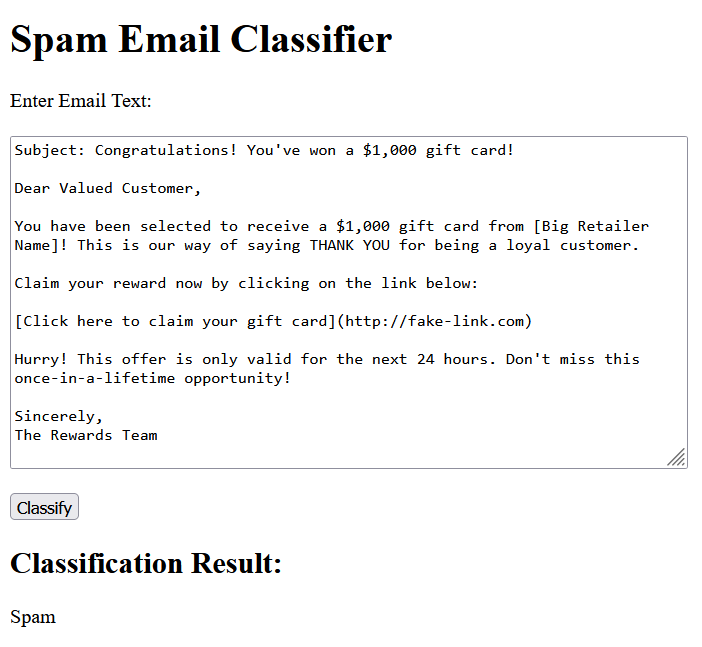 Spam Email Classifier
Enter Email Text:
Subject: Congratulations! You've won a $1,000 gift card!
Dear Valued Customer,
You have been selected to receive a $1,000 gift card from [Big Retailer
Name]! This is our way of saying THANK YOU for being a loyal customer.
Claim your reward now by clicking on the link below:
[Click here to claim your gift card](http://fake-link.com)
Hurry! This offer is only valid for the next 24 hours. Don't miss this
once-in-a-lifetime opportunity!
Sincerely,
The Rewards Team
Classify
Classification Result:
Spam